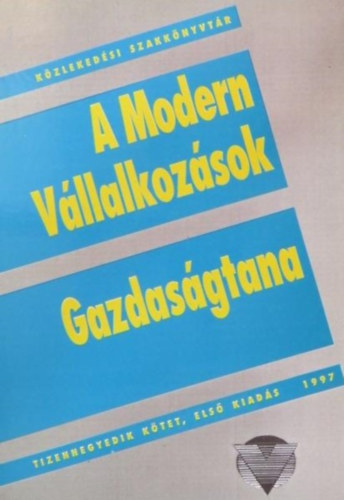 KÖZLEKEDÉSI SZAKKÖNYVTÁR
A Modern
Vállalkozások
Gazdaságtana
TIZENNEGYEDIK KÖTET, ELSŐ KIADÁS 1997